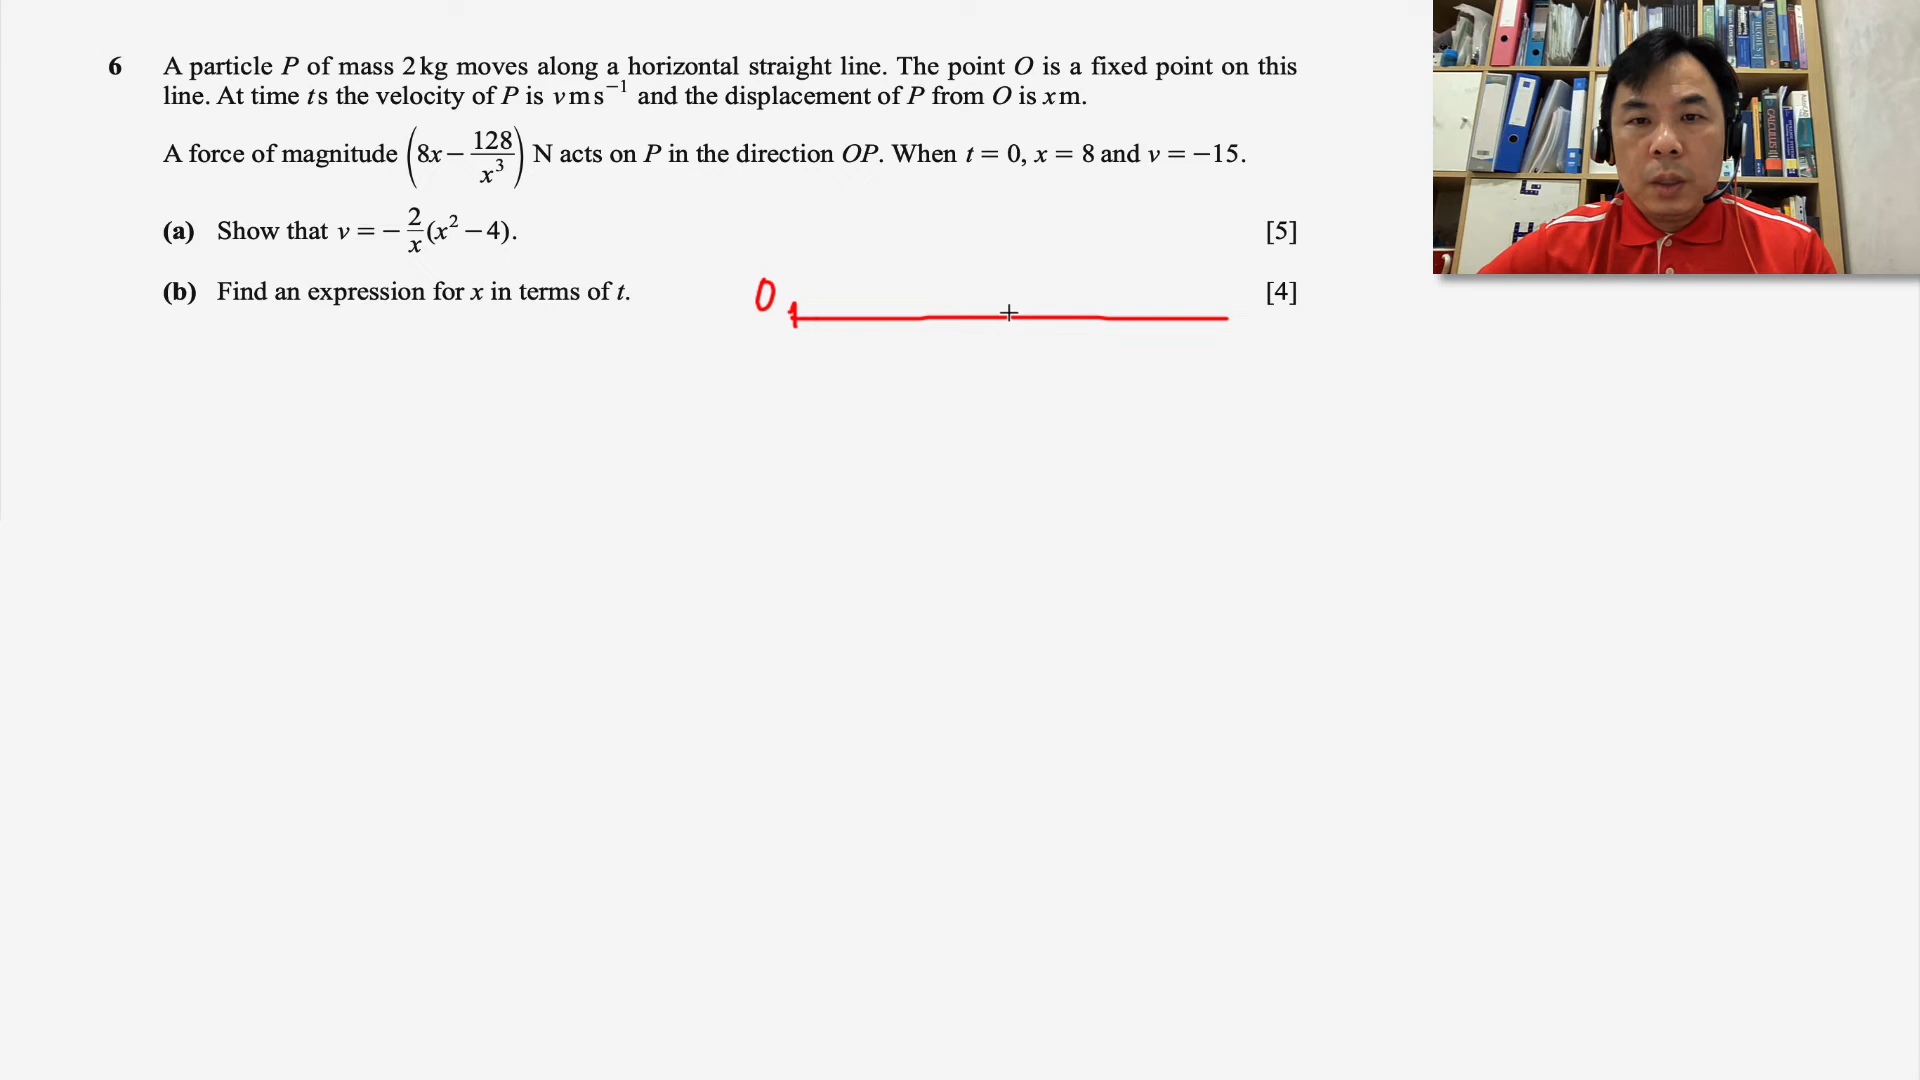 6 A particle P of mass 2 kg moves along a horizontal straight line. The point O is a fixed point on this
line. At time t s the velocity of P is v m s⁻¹ and the displacement of P from O is x m.
A force of magnitude (8x − 128/x³) N acts on P in the direction OP. When t = 0, x = 8 and v = −15.
(a) Show that v = −2/x (x² − 4). [5]
(b) Find an expression for x in terms of t. [4]
O
CALCULUS